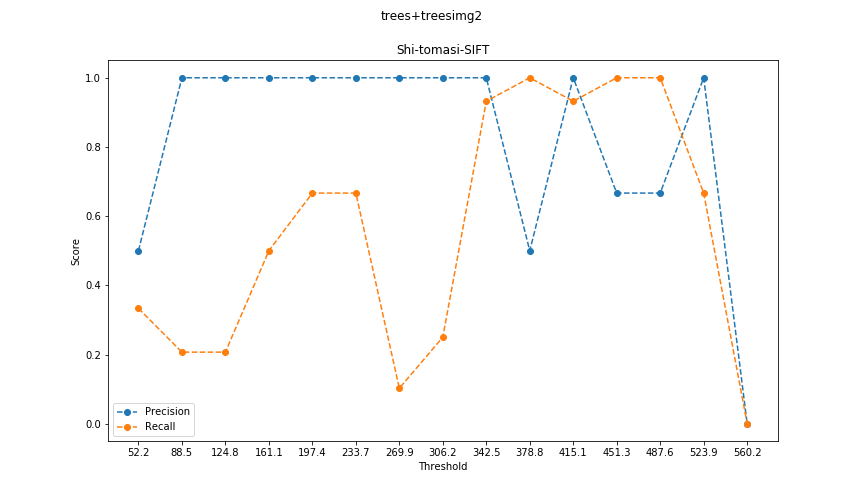 trees+treesimg2
Shi-tomasi-SIFT
1.0
0.8
0.6
0.4
0.2
0.0
Score
Precision
Recall
52.2 88.5 124.8 161.1 197.4 233.7 269.9 306.2 342.5 378.8 415.1 451.3 487.6 523.9 560.2
Threshold